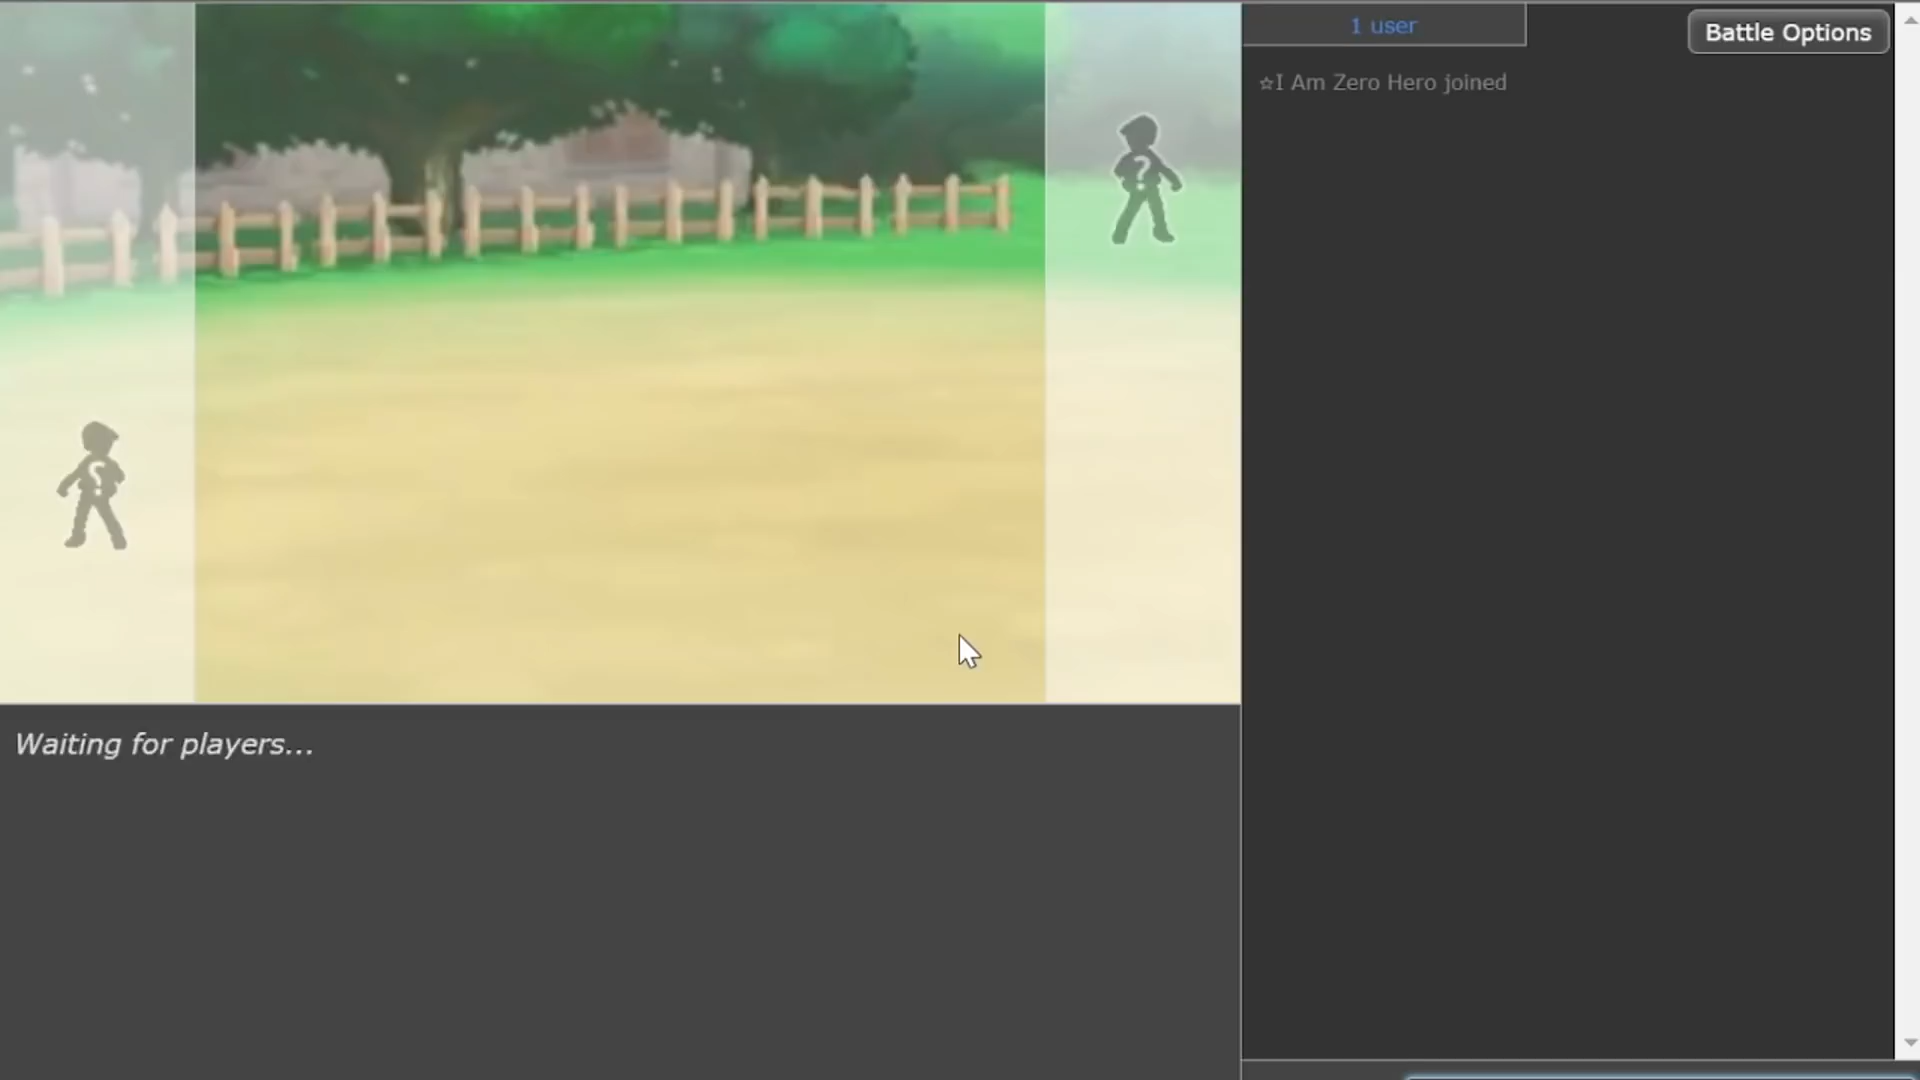 1 user
Battle Options
☆I Am Zero Hero joined
?
?
Waiting for players...